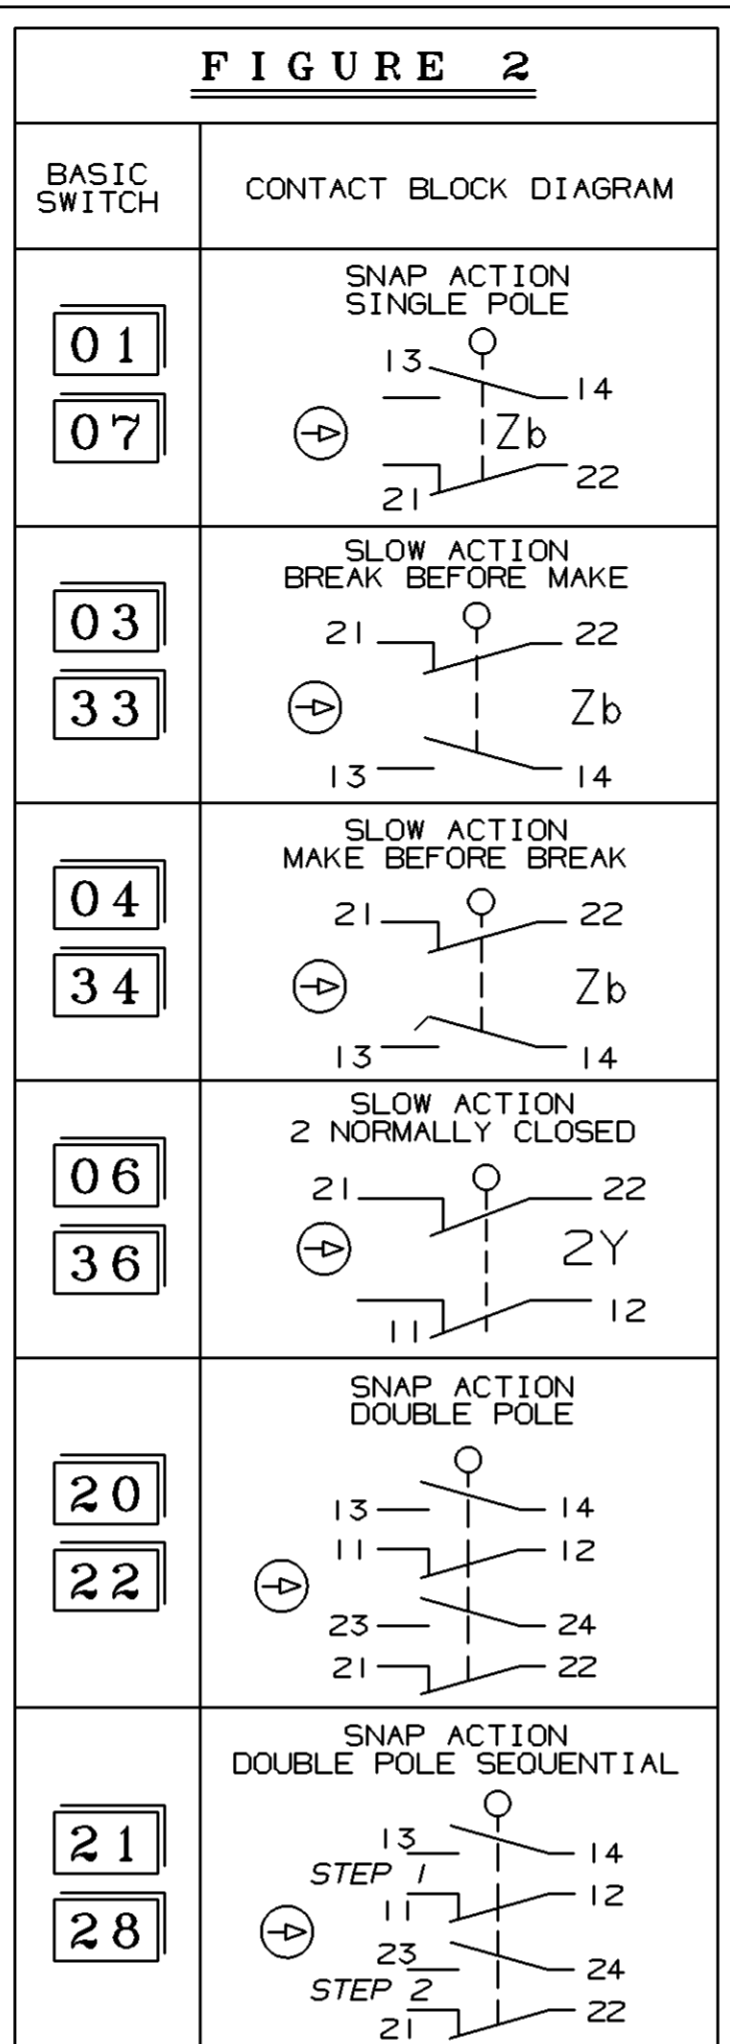 FIGURE 2
BASIC
SWITCH
CONTACT BLOCK DIAGRAM
01
07
SNAP ACTION
SINGLE POLE
13
14
Zb
21
22
03
33
SLOW ACTION
BREAK BEFORE MAKE
21
22
Zb
13
14
04
34
SLOW ACTION
MAKE BEFORE BREAK
21
22
Zb
13
14
06
36
SLOW ACTION
2 NORMALLY CLOSED
21
22
2Y
11
12
20
22
SNAP ACTION
DOUBLE POLE
13
14
11
12
23
24
21
22
21
28
SNAP ACTION
DOUBLE POLE SEQUENTIAL
13
14
STEP 1
11
12
23
24
STEP 2
21
22